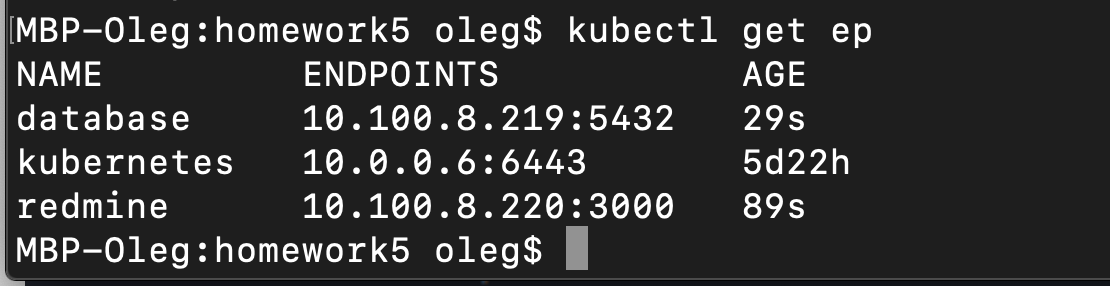 [MBP-Oleg:homework5 oleg$ kubectl get ep
NAME ENDPOINTS AGE
database 10.100.8.219:5432 29s
kubernetes 10.0.0.6:6443 5d22h
redmine 10.100.8.220:3000 89s
MBP-Oleg:homework5 oleg$